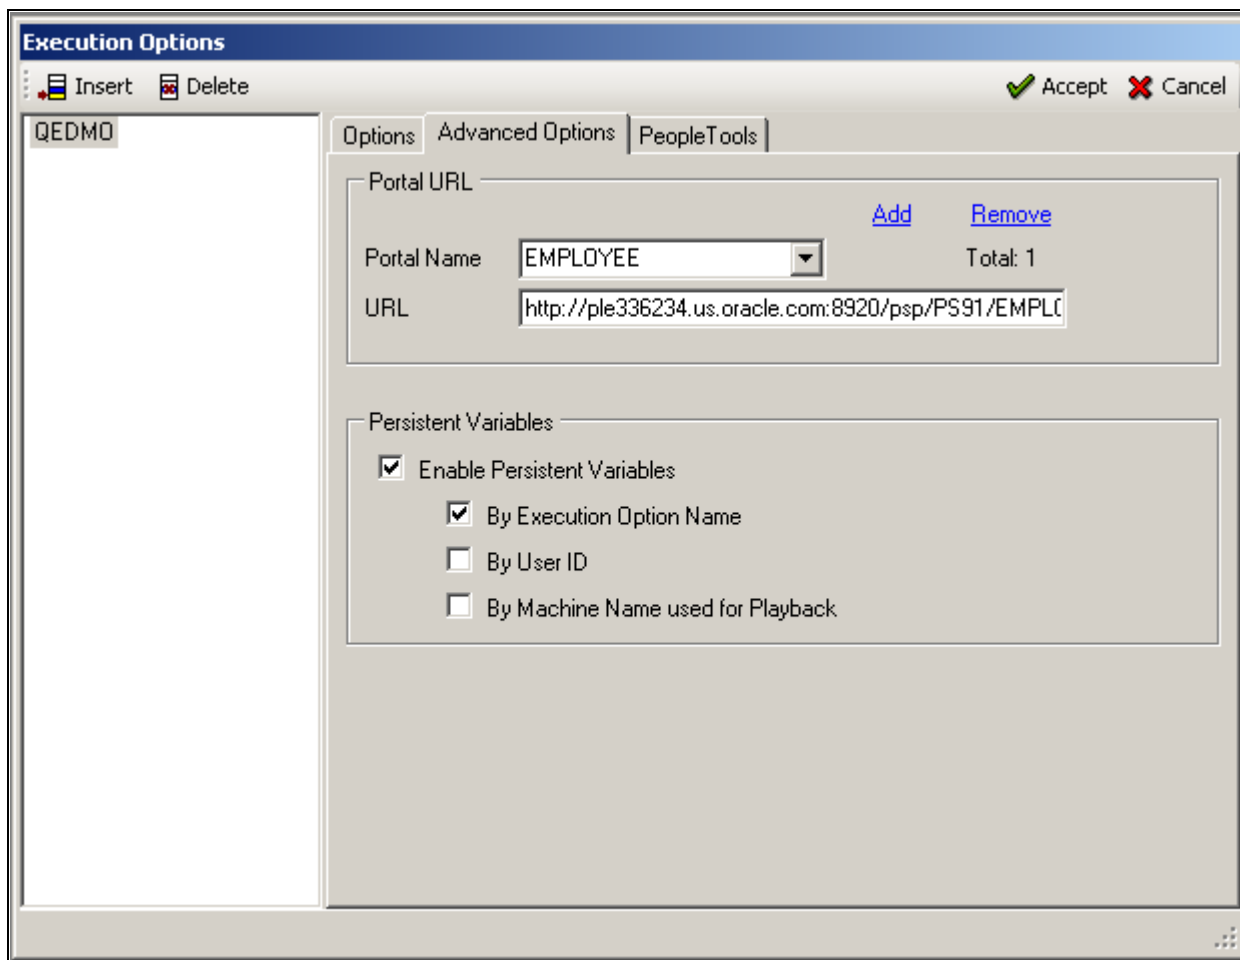 Execution Options
Insert Delete Accept Cancel
QEDMO
Options Advanced Options PeopleTools
Portal URL
Add Remove
Portal Name EMPLOYEE Total: 1
URL http://ple336234.us.oracle.com:8920/psp/PS91/EMPLO
Persistent Variables
Enable Persistent Variables
By Execution Option Name
By User ID
By Machine Name used for Playback